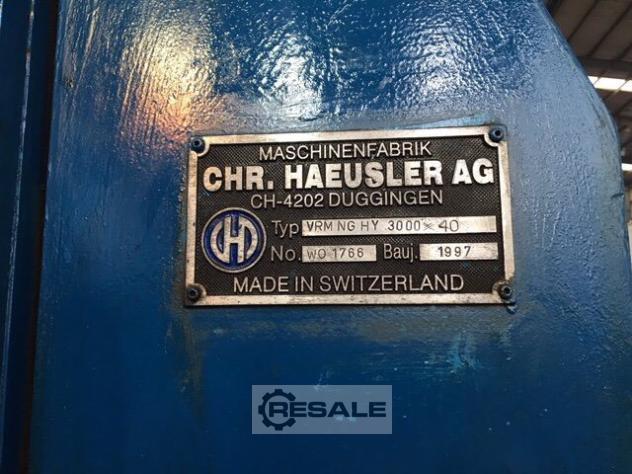 MASCHINENFABRIK
CHR. HAEUSLER AG
CH-4202 DUGGINGEN
Typ VRM NG HY 3000 x 40
No. WO 1766 Bauj. 1997
MADE IN SWITZERLAND
RESALE